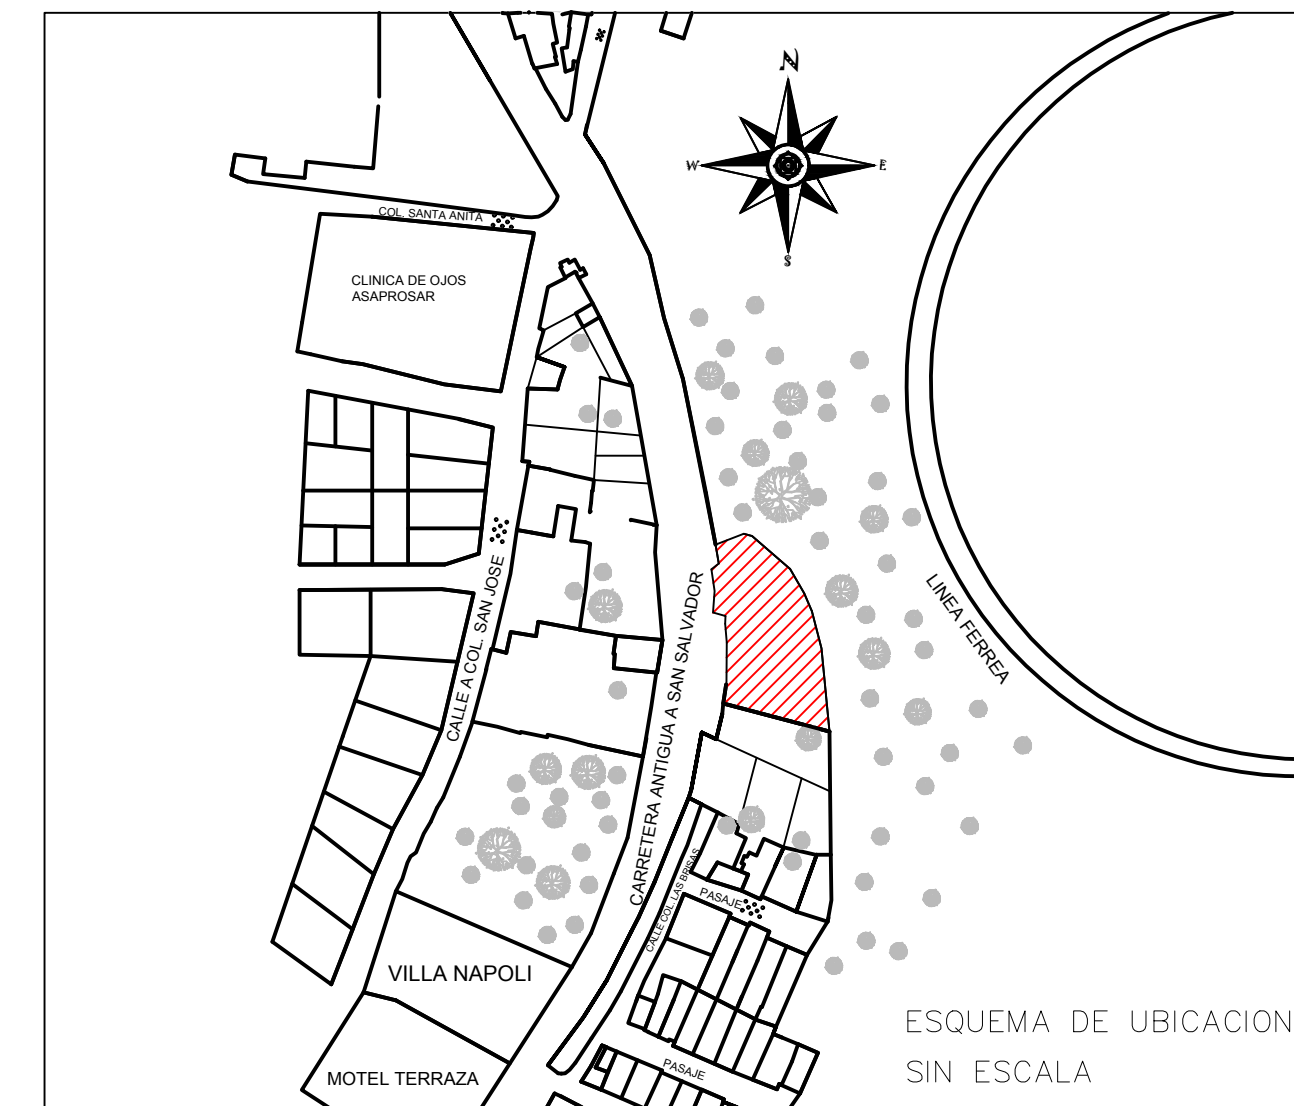 N
W
E
S
COL. SANTA ANITA
CLINICA DE OJOS
ASAPROSAR
CALLE A COL. SAN JOSE
CARRETERA ANTIGUA A SAN SALVADOR
LINEA FERREA
CALLE COL. LAS BRISAS
PASAJE
VILLA NAPOLI
MOTEL TERRAZA
PASAJE
ESQUEMA DE UBICACION
SIN ESCALA